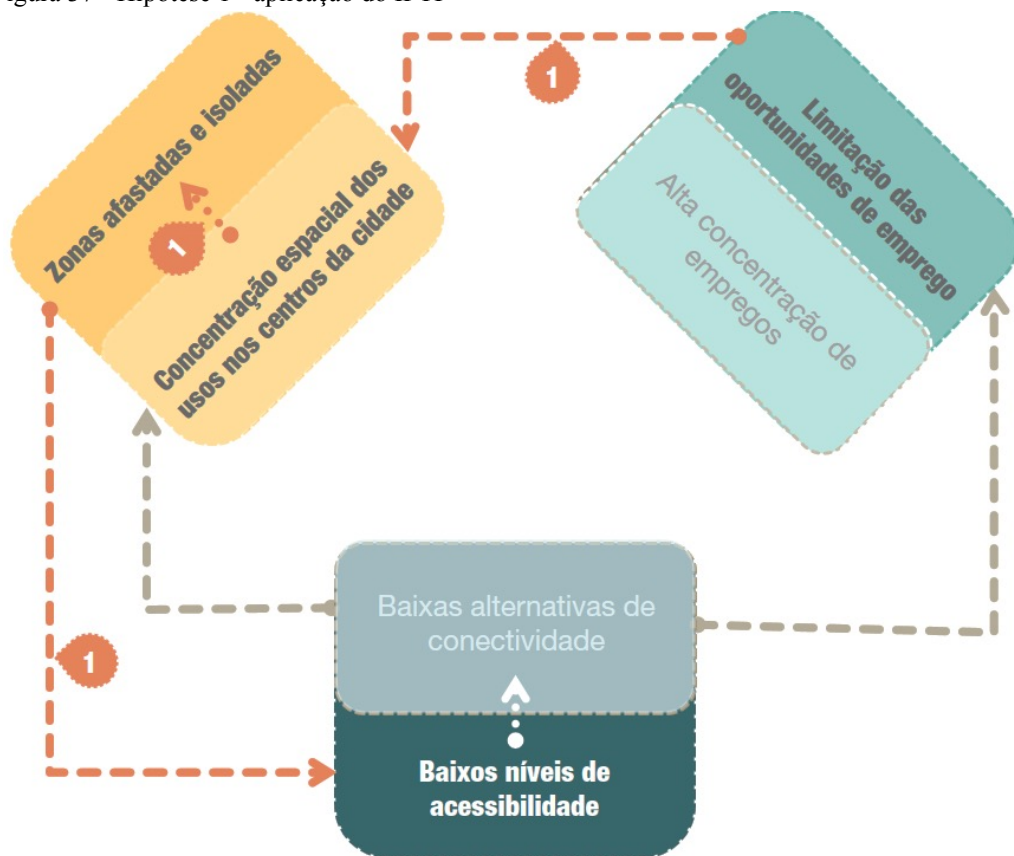 Zonas afastadas e isoladas
1
Concentração espacial dos
usos nos centros da cidade
1
Limitação das
oportunidades de emprego
Alta concentração de
empregos
1
Baixas alternativas de
conectividade
Baixos níveis de
acessibilidade